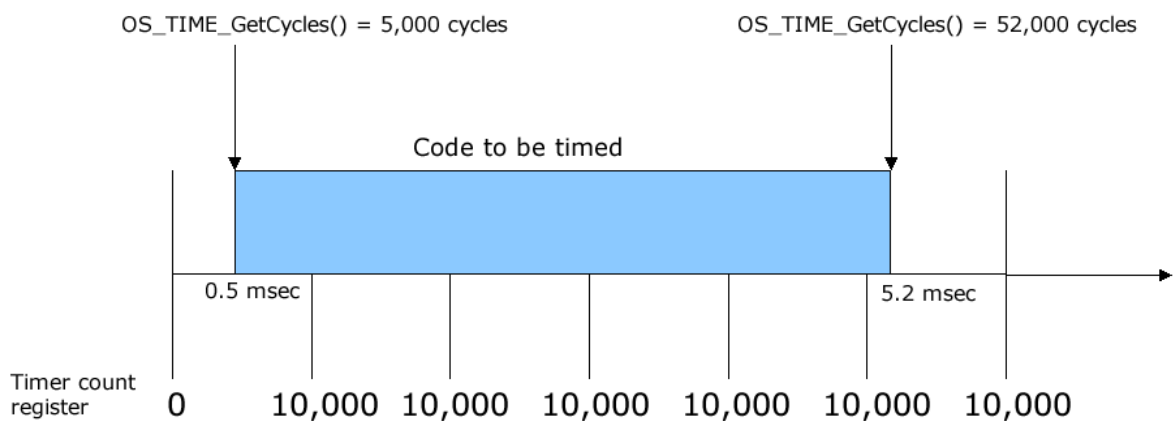 OS_TIME_GetCycles() = 5,000 cycles
OS_TIME_GetCycles() = 52,000 cycles
Code to be timed
0.5 msec
5.2 msec
Timer count
register
0 10,000 10,000 10,000 10,000 10,000 10,000